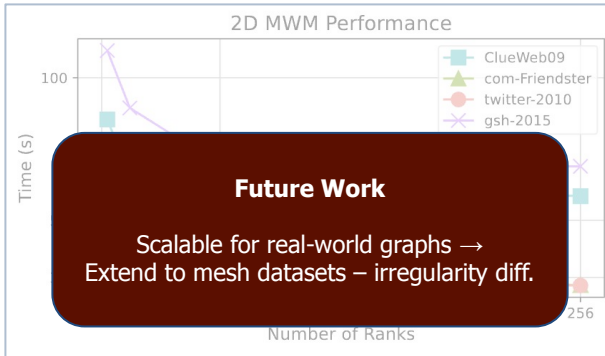 2D MWM Performance
ClueWeb09
com-Friendster
twitter-2010
gsh-2015
100
Time (s)
Future Work
Scalable for real-world graphs →
Extend to mesh datasets – irregularity diff.
256
Number of Ranks